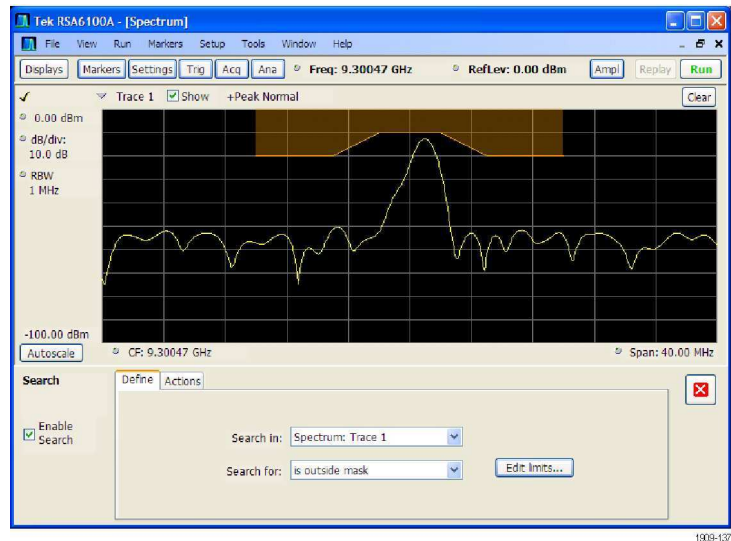 Tek RSA6100A - [Spectrum]
File View Run Markers Setup Tools Window Help
Displays Markers Settings Trig Acq Ana Freq: 9.30047 GHz RefLev: 0.00 dBm Ampl Replay Run
Trace 1 Show +Peak Normal Clear
0.00 dBm
dB/div:
10.0 dB
RBW
1 MHz
-100.00 dBm
Autoscale CF: 9.30047 GHz Span: 40.00 MHz
Search Define Actions
Enable
Search
Search in: Spectrum: Trace 1
Search for: is outside mask Edit limits...
1909-137